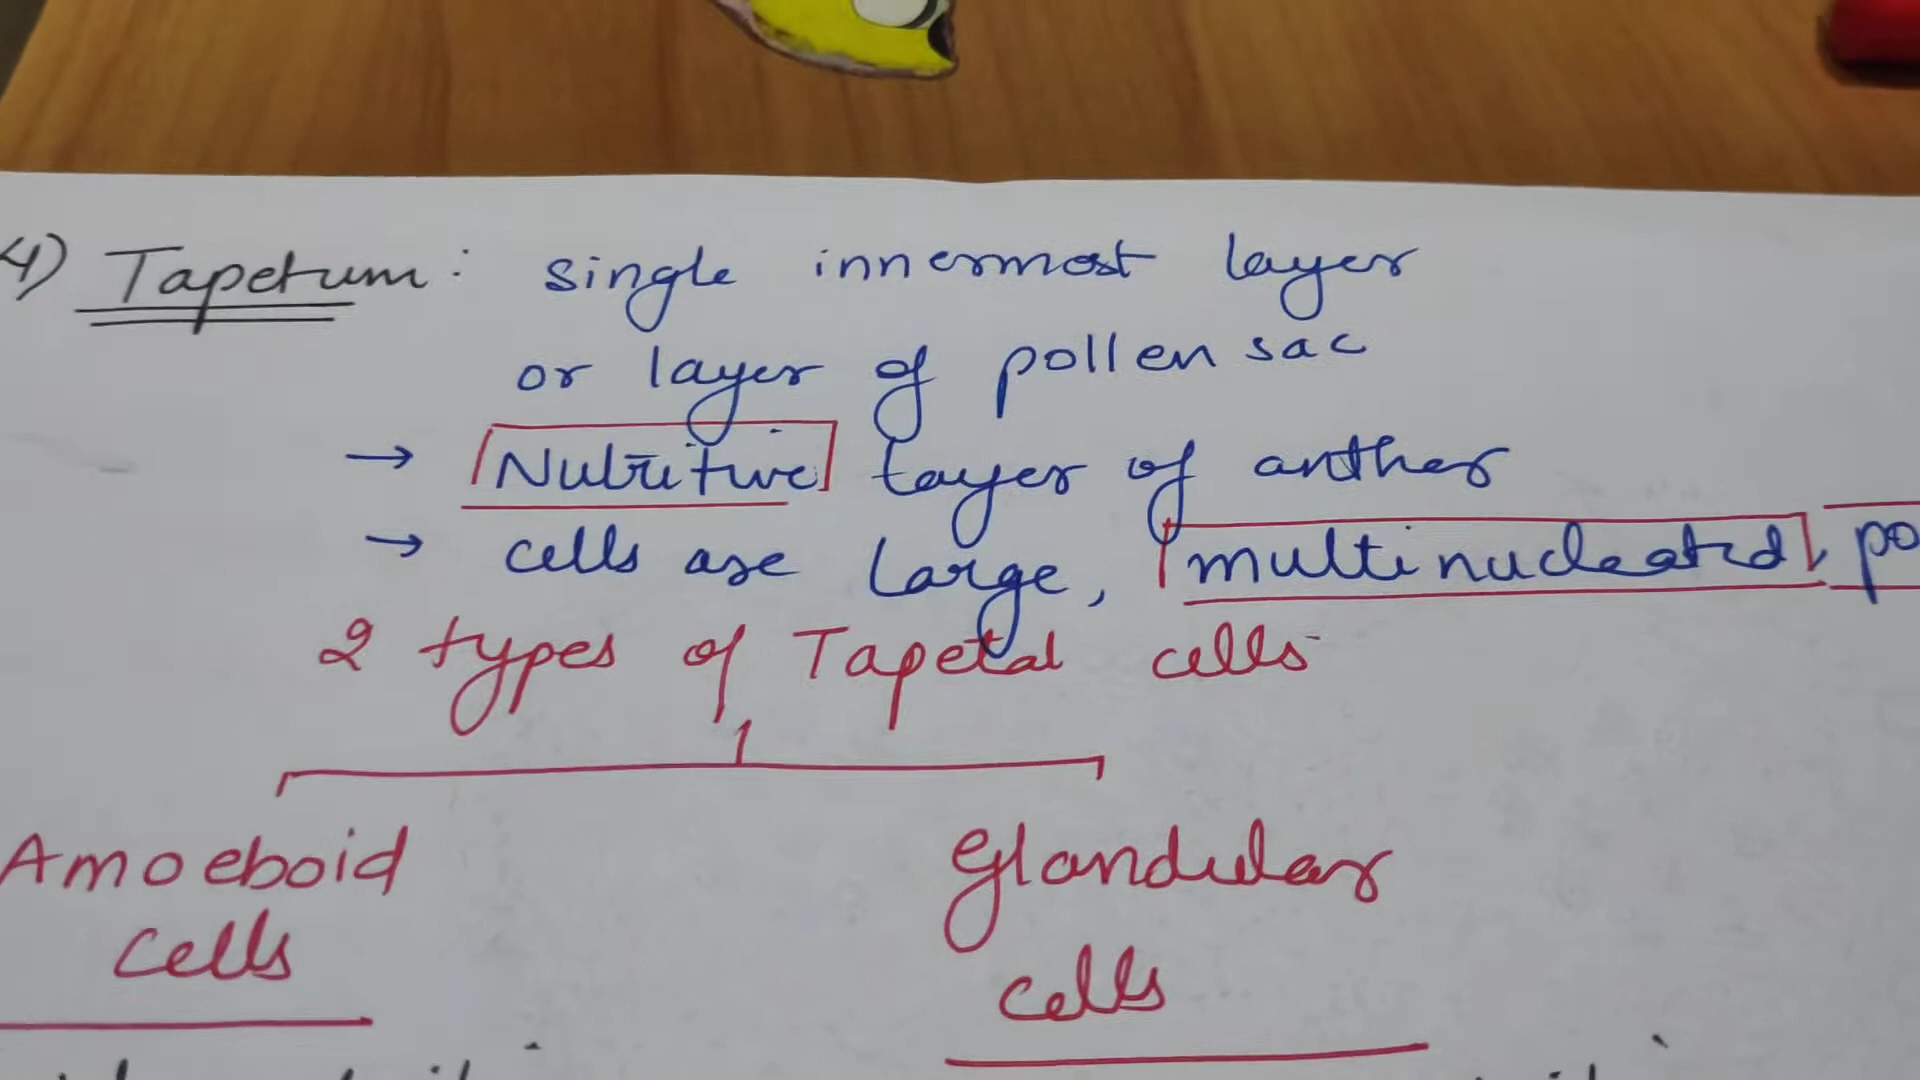 4) Tapetum: single innermost layer
or layer of pollen sac
→ Nutritive layer of anther
→ cells are large, multinucleated po
2 types of Tapetal cells
Amoeboid cells
Glandular cells